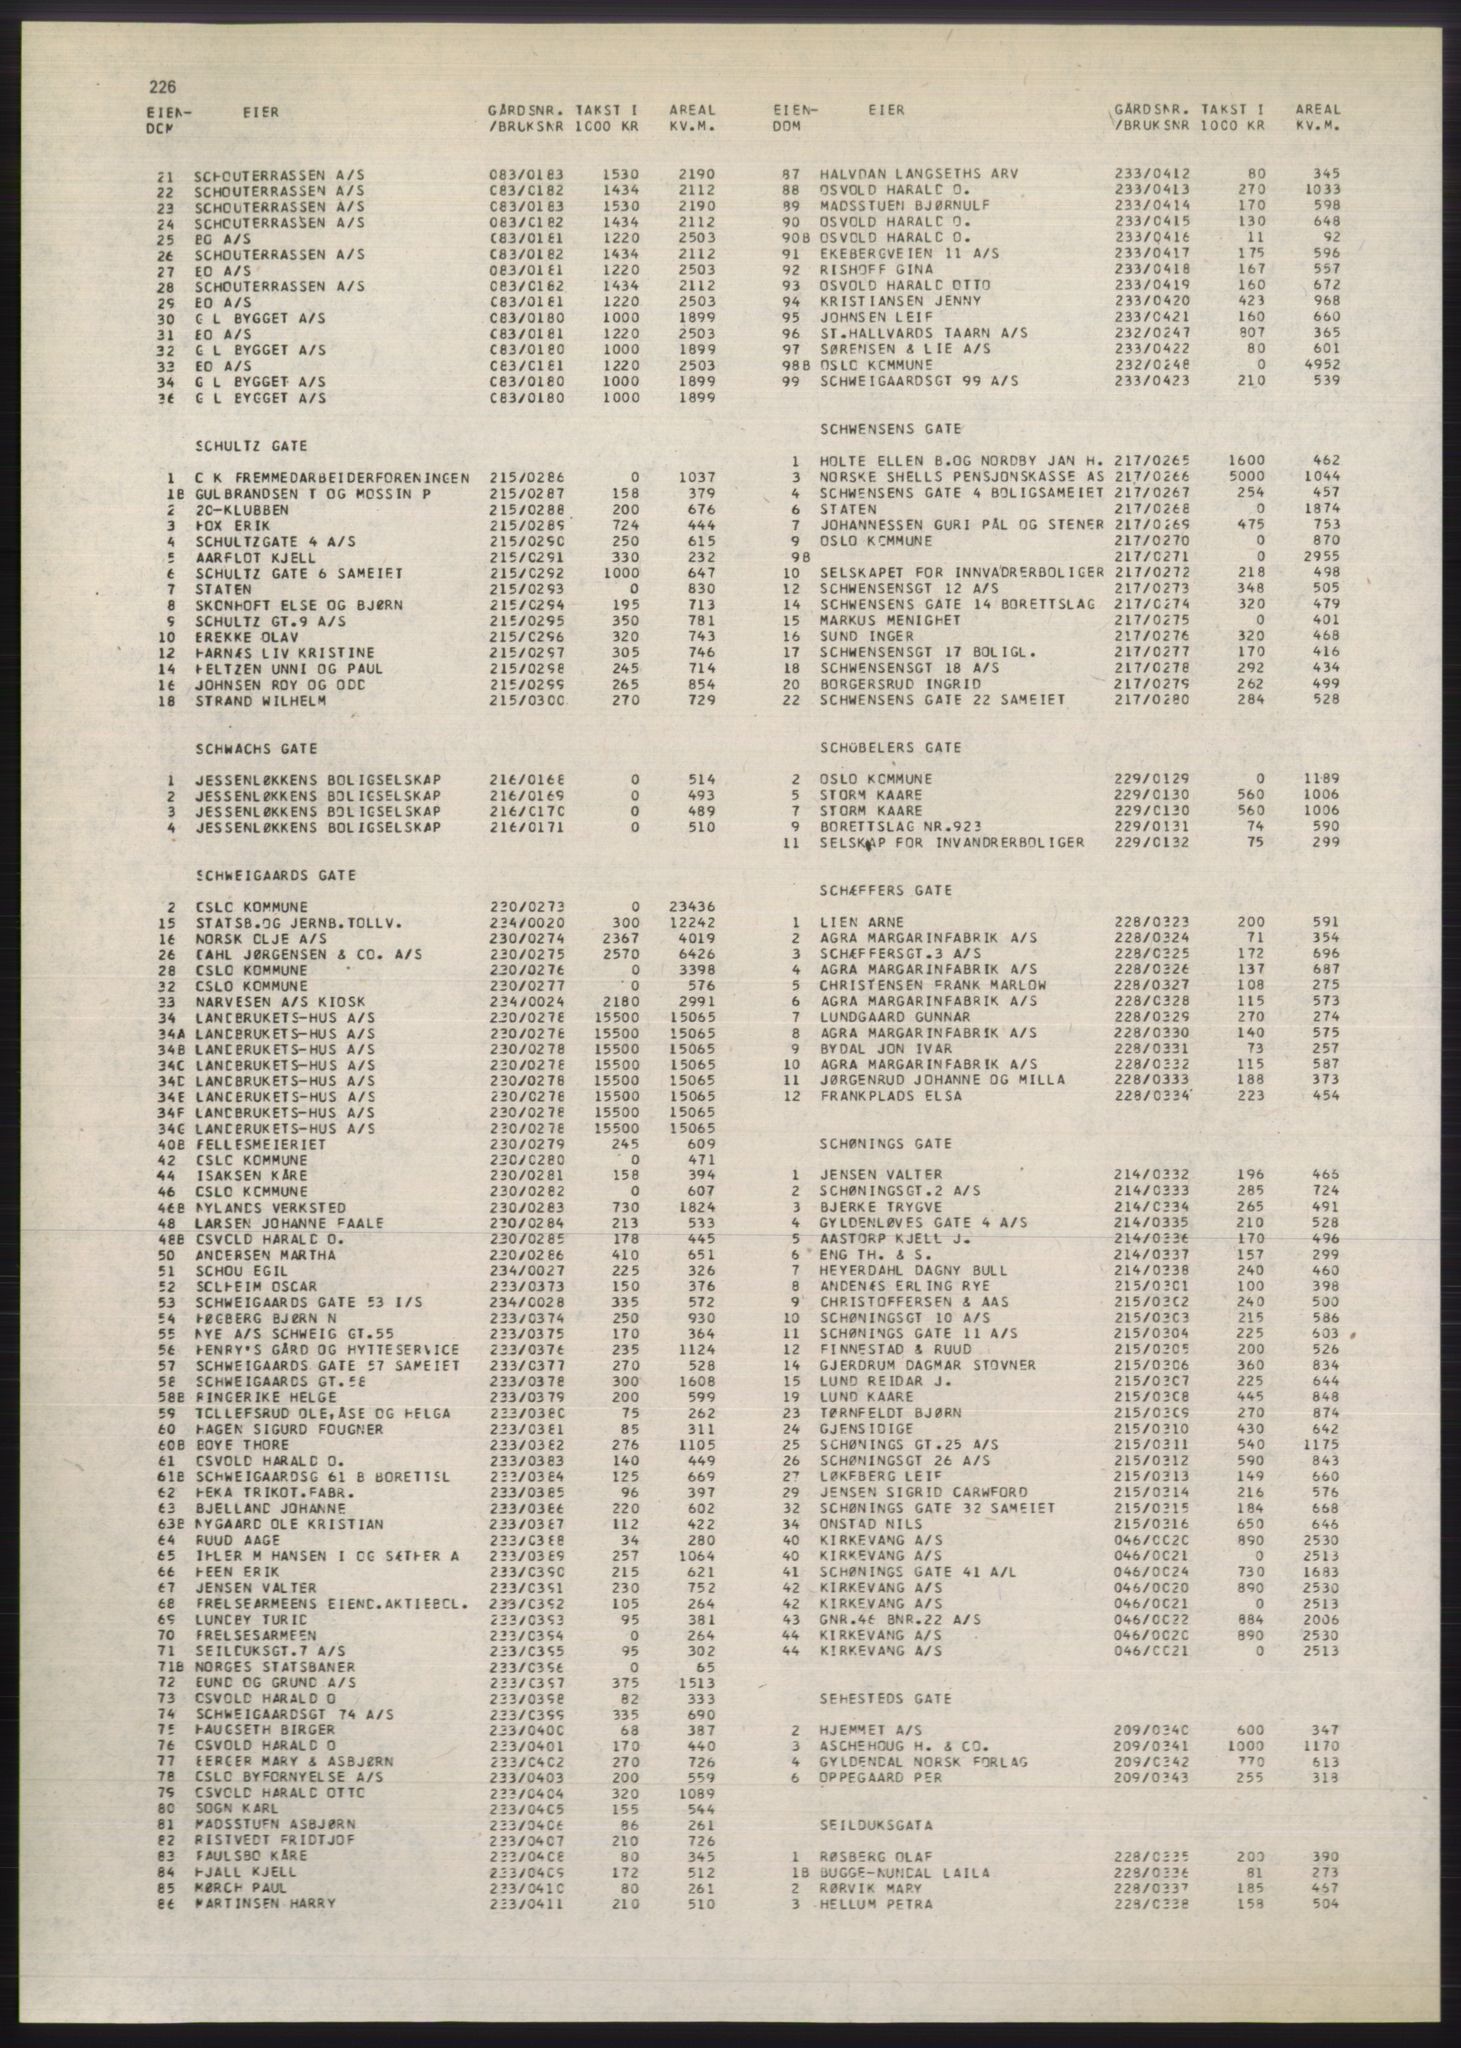 226
EIEN- EIER GÅRDSNR. TAKST I AREAL
DOM /BRUKSNR 1000 KR KV.M.
21 SCHOUTERRASSEN A/S 083/0183 1530 2190
22 SCHOUTERRASSEN A/S 083/0182 1434 2112
23 SCHOUTERRASSEN A/S 083/0183 1530 2190
24 SCHOUTERRASSEN A/S 083/0182 1434 2112
25 EO A/S 083/0181 1220 2503
26 SCHOUTERRASSEN A/S 083/0182 1434 2112
27 EO A/S 083/0181 1220 2503
28 SCHOUTERRASSEN A/S 083/0182 1434 2112
29 EO A/S 083/0181 1220 2503
30 G L BYGGET A/S 083/0180 1000 1899
31 EO A/S 083/0181 1220 2503
32 G L BYGGET A/S 083/0180 1000 1899
33 EO A/S 083/0181 1220 2503
34 G L BYGGET A/S 083/0180 1000 1899
36 G L BYGGET A/S 083/0180 1000 1899
SCHULTZ GATE
1 C K FREMMEDARBEIDERFORENINGEN 215/0286 0 1037
1B GULBRANDSEN T OG MOSSIN P 215/0287 158 379
2 20-KLUBBEN 215/0288 200 676
3 FOX ERIK 215/0289 724 444
4 SCHULTZGATE 4 A/S 215/0290 250 615
5 AARFLOT KJELL 215/0291 330 232
6 SCHULTZ GATE 6 SAMEIET 215/0292 1000 647
7 STATEN 215/0293 0 830
8 SKONHOFT ELSE OG BJØRN 215/0294 195 713
9 SCHULTZ GT.9 A/S 215/0295 350 781
10 EREKKE OLAV 215/0296 320 743
12 HARNÆS LIV KRISTINE 215/0297 305 746
14 FELTZEN UNNI OG PAUL 215/0298 245 714
16 JOHNSEN ROY OG ODD 215/0299 265 854
18 STRAND WILHELM 215/0300 270 729
SCHWACHS GATE
1 JESSENLØKKENS BOLIGSELSKAP 216/0168 0 514
2 JESSENLØKKENS BOLIGSELSKAP 216/0169 0 493
3 JESSENLØKKENS BOLIGSELSKAP 216/0170 0 489
4 JESSENLØKKENS BOLIGSELSKAP 216/0171 0 510
SCHWEIGAARDS GATE
2 OSLO KOMMUNE 230/0273 0 23436
15 STATSB.OG JERNB.TOLLV. 234/0020 300 12242
16 NORSK OLJE A/S 230/0274 2367 4019
26 DAHL JØRGENSEN & CO. A/S 230/0275 2570 6426
28 OSLO KOMMUNE 230/0276 0 3398
32 OSLO KOMMUNE 230/0277 0 576
33 NARVESEN A/S KIOSK 234/0024 2180 2991
34 LANDBRUKETS-HUS A/S 230/0278 15500 15065
34A LANDBRUKETS-HUS A/S 230/0278 15500 15065
34B LANDBRUKETS-HUS A/S 230/0278 15500 15065
34C LANDBRUKETS-HUS A/S 230/0278 15500 15065
34D LANDBRUKETS-HUS A/S 230/0278 15500 15065
34E LANDBRUKETS-HUS A/S 230/0278 15500 15065
34F LANDBRUKETS-HUS A/S 230/0278 15500 15065
34G LANDBRUKETS-HUS A/S 230/0278 15500 15065
40B FELLESMEIERIET 230/0279 245 609
42 OSLO KOMMUNE 230/0280 0 471
44 ISAKSEN KÅRE 230/0281 158 394
46 OSLO KOMMUNE 230/0282 0 607
46B NYLANDS VERKSTED 230/0283 730 1824
48 LARSEN JOHANNE FAALE 230/0284 213 533
48B OSVOLD HARALD O. 230/0285 178 445
50 ANDERSEN MARTHA 230/0286 410 651
51 SCHOU EGIL 234/0027 225 326
52 SOLHEIM OSCAR 233/0373 150 376
53 SCHWEIGAARDS GATE 53 I/S 234/0028 335 572
54 HØGBERG BJØRN N 233/0374 250 930
55 NYE A/S SCHWEIG GT.55 233/0375 170 364
56 HENRY'S GÅRD OG HYTTESERVICE 233/0376 235 1124
57 SCHWEIGAARDS GATE 57 SAMEIET 233/0377 270 528
58 SCHWEIGAARDS GT.58 233/0378 300 1608
58B RINGERIKE HELGE 233/0379 200 599
59 TOLLEFSRUD OLE,ÅSE OG HELGA 233/0380 75 262
60 HAGEN SIGURD FOUGNER 233/0381 85 311
60B BOYE THORE 233/0382 276 1105
61 OSVOLD HARALD O. 233/0383 140 449
61B SCHWEIGAARDSG 61 B BORETTSL 233/0384 125 669
62 HEKA TRIKOT.FABR. 233/0385 96 397
63 BJELLAND JOHANNE 233/0386 220 602
63B NYGAARD OLE KRISTIAN 233/0387 112 422
64 RUUD AAGE 233/0388 34 280
65 IHLER M HANSEN I OG SÆTHER A 233/0389 257 1064
66 HEEN ERIK 233/0390 215 621
67 JENSEN VALTER 233/0391 230 752
68 FRELSEARMEENS EIEND.AKTIEBOL. 233/0392 105 264
69 LUNDBY TURID 233/0393 95 381
70 FRELSESARMEEN 233/0394 0 264
71 SEILDUKSGT.7 A/S 233/0395 95 302
71B NORGES STATSBANER 233/0396 0 65
72 EUND OG GRUND A/S 233/0397 375 1513
73 OSVOLD HARALD O 233/0398 82 333
74 SCHWEIGAARDSGT 74 A/S 233/0399 335 690
75 HAUGSETH BIRGER 233/0400 68 387
76 OSVOLD HARALD O 233/0401 170 440
77 BERGER MARY & ASBJØRN 233/0402 270 726
78 OSLO BYFORNYELSE A/S 233/0403 200 559
79 OSVOLD HARALD OTTO 233/0404 320 1089
80 SOGN KARL 233/0405 155 544
81 MADSSTUEN ASBJØRN 233/0406 86 261
82 RISTVEDT FRIDTJOF 233/0407 210 726
83 PAULSBO KÅRE 233/0408 80 345
84 HJALL KJELL 233/0409 172 512
85 MØRCH PAUL 233/0410 80 261
86 MARTINSEN HARRY 233/0411 210 510
EIEN- EIER GÅRDSNR. TAKST I AREAL
DOM /BRUKSNR 1000 KR KV.M.
87 HALVDAN LANGSETHS ARV 233/0412 80 345
88 OSVOLD HARALD O. 233/0413 270 1033
89 MADSSTUEN BJØRNULF 233/0414 170 598
90 OSVOLD HARALD O. 233/0415 130 648
90B OSVOLD HARALD O. 233/0416 11 92
91 EKEBERGVEIEN 11 A/S 233/0417 175 596
92 RISHOFF GINA 233/0418 167 557
93 OSVOLD HARALD OTTO 233/0419 160 672
94 KRISTIANSEN JENNY 233/0420 423 968
95 JOHNSEN LEIF 233/0421 160 660
96 ST.HALLVARDS TAARN A/S 232/0247 807 365
97 SØRENSEN & LIE A/S 233/0422 80 601
98B OSLO KOMMUNE 232/0248 0 4952
99 SCHWEIGAARDSGT 99 A/S 233/0423 210 539
SCHWENSENS GATE
1 HOLTE ELLEN B.OG NORDBY JAN H. 217/0265 1600 462
3 NORSKE SHELLS PENSJONSKASSE AS 217/0266 5000 1044
4 SCHWENSENS GATE 4 BOLIGSAMEIET 217/0267 254 457
6 STATEN 217/0268 0 1874
7 JOHANNESSEN GURI PÅL OG STENER 217/0269 475 753
9 OSLO KOMMUNE 217/0270 0 870
9B 217/0271 0 2955
10 SELSKAPET FOR INNVADRERBOLIGER 217/0272 218 498
12 SCHWENSENSGT 12 A/S 217/0273 348 505
14 SCHWENSENS GATE 14 BORETTSLAG 217/0274 320 479
15 MARKUS MENIGHET 217/0275 0 401
16 SUND INGER 217/0276 320 468
17 SCHWENSENSGT 17 BOLIGL. 217/0277 170 416
18 SCHWENSENSGT 18 A/S 217/0278 292 434
20 BORGERSRUD INGRID 217/0279 262 499
22 SCHWENSENS GATE 22 SAMEIET 217/0280 284 528
SCHÜBELERS GATE
2 OSLO KOMMUNE 229/0129 0 1189
5 STORM KAARE 229/0130 560 1006
7 STORM KAARE 229/0130 560 1006
9 BORETTSLAG NR.923 229/0131 74 590
11 SELSKAP FOR INVANDRERBOLIGER 229/0132 75 299
SCHÆFFERS GATE
1 LIEN ARNE 228/0323 200 591
2 AGRA MARGARINFABRIK A/S 228/0324 71 354
3 SCHÆFFERSGT.3 A/S 228/0325 172 696
4 AGRA MARGARINFABRIK A/S 228/0326 137 687
5 CHRISTENSEN FRANK MARLOW 228/0327 108 275
6 AGRA MARGARINFABRIK A/S 228/0328 115 573
7 LUNDGAARD GUNNAR 228/0329 270 274
8 AGRA MARGARINFABRIK A/S 228/0330 140 575
9 BYDAL JON IVAR 228/0331 73 257
10 AGRA MARGARINFABRIK A/S 228/0332 115 587
11 JØRGENRUD JOHANNE OG MILLA 228/0333 188 373
12 FRANKPLADS ELSA 228/0334 223 454
SCHØNINGS GATE
1 JENSEN VALTER 214/0332 196 466
2 SCHØNINGSGT.2 A/S 214/0333 285 724
3 BJERKE TRYGVE 214/0334 265 491
4 GYLDENLØVES GATE 4 A/S 214/0335 210 528
5 AASTORP KJELL J. 214/0336 170 496
6 ENG TH. & S. 214/0337 157 299
7 HEYERDAHL DAGNY BULL 214/0338 240 460
8 ANDENÆS ERLING RYE 215/0301 100 398
9 CHRISTOFFERSEN & AAS 215/0302 240 500
10 SCHØNINGSGT 10 A/S 215/0303 215 586
11 SCHØNINGS GATE 11 A/S 215/0304 225 603
12 FINNESTAD & RUUD 215/0305 200 526
14 GJERDRUM DAGMAR STOVNER 215/0306 360 834
15 LUND REIDAR J. 215/0307 225 644
19 LUND KAARE 215/0308 445 848
23 TØRNFELDT BJØRN 215/0309 270 874
24 GJENSIDIGE 215/0310 430 642
25 SCHØNINGS GT.25 A/S 215/0311 540 1175
26 SCHØNINGSGT 26 A/S 215/0312 590 843
27 LØKEBERG LEIF 215/0313 149 660
29 JENSEN SIGRID CARWFORD 215/0314 216 576
32 SCHØNINGS GATE 32 SAMEIET 215/0315 184 668
34 ONSTAD NILS 215/0316 650 646
40 KIRKEVANG A/S 046/0020 890 2530
40 KIRKEVANG A/S 046/0021 0 2513
41 SCHØNINGS GATE 41 A/L 046/0024 730 1683
42 KIRKEVANG A/S 046/0020 890 2530
42 KIRKEVANG A/S 046/0021 0 2513
43 GNR.46 BNR.22 A/S 046/0022 884 2006
44 KIRKEVANG A/S 046/0020 890 2530
44 KIRKEVANG A/S 046/0021 0 2513
SEHESTEDS GATE
2 HJEMMET A/S 209/0340 600 347
3 ASCHEHOUG H. & CO. 209/0341 1000 1170
4 GYLDENDAL NORSK FORLAG 209/0342 770 613
6 OPPEGAARD PER 209/0343 255 318
SEILDUKSGATA
1 RØSBERG OLAF 228/0335 200 390
1B BUGGE-NUNDAL LAILA 228/0336 81 273
2 RØRVIK MARY 228/0337 185 467
3 HELLUM PETRA 228/0338 158 504